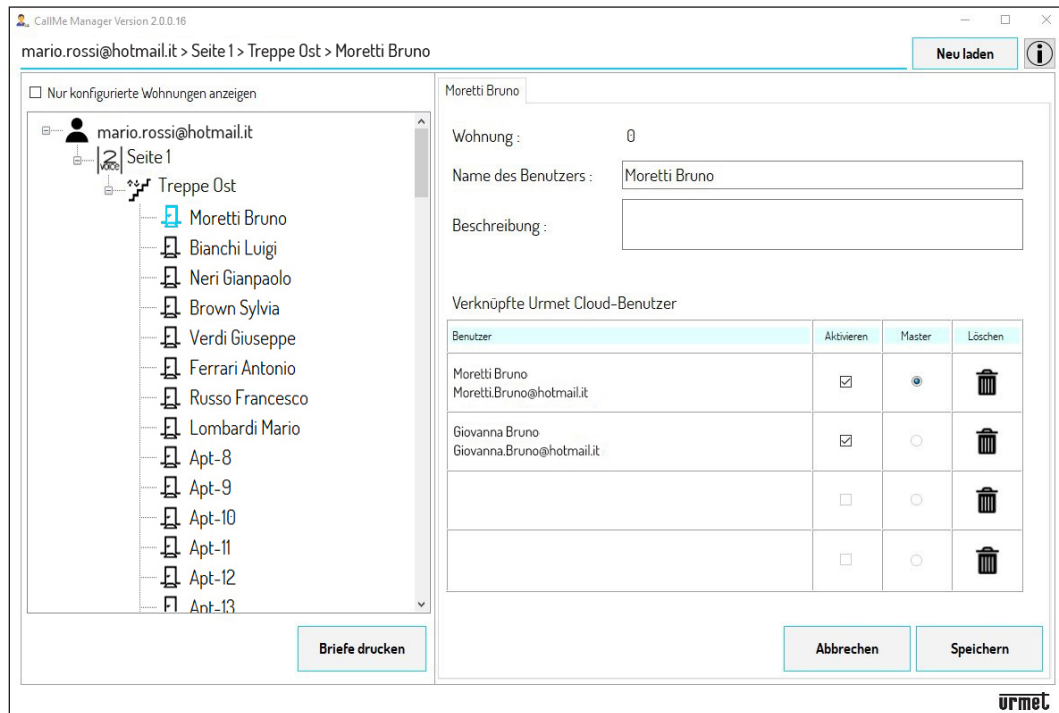 CallMe Manager Version 2.0.0.16
mario.rossi@hotmail.it > Seite 1 > Treppe Ost > Moretti Bruno
Neu laden
i
Nur konfigurierte Wohnungen anzeigen
mario.rossi@hotmail.it
2 VOICE Seite 1
Treppe Ost
Moretti Bruno
Bianchi Luigi
Neri Gianpaolo
Brown Sylvia
Verdi Giuseppe
Ferrari Antonio
Russo Francesco
Lombardi Mario
Apt-8
Apt-9
Apt-10
Apt-11
Apt-12
Apt-13
Briefe drucken
Moretti Bruno
Wohnung : 0
Name des Benutzers : Moretti Bruno
Beschreibung :
Verknüpfte Urmet Cloud-Benutzer
Benutzer Aktivieren Master Löschen
Moretti Bruno
Moretti.Bruno@hotmail.it
Giovanna Bruno
Giovanna.Bruno@hotmail.it
Abbrechen Speichern
urmet